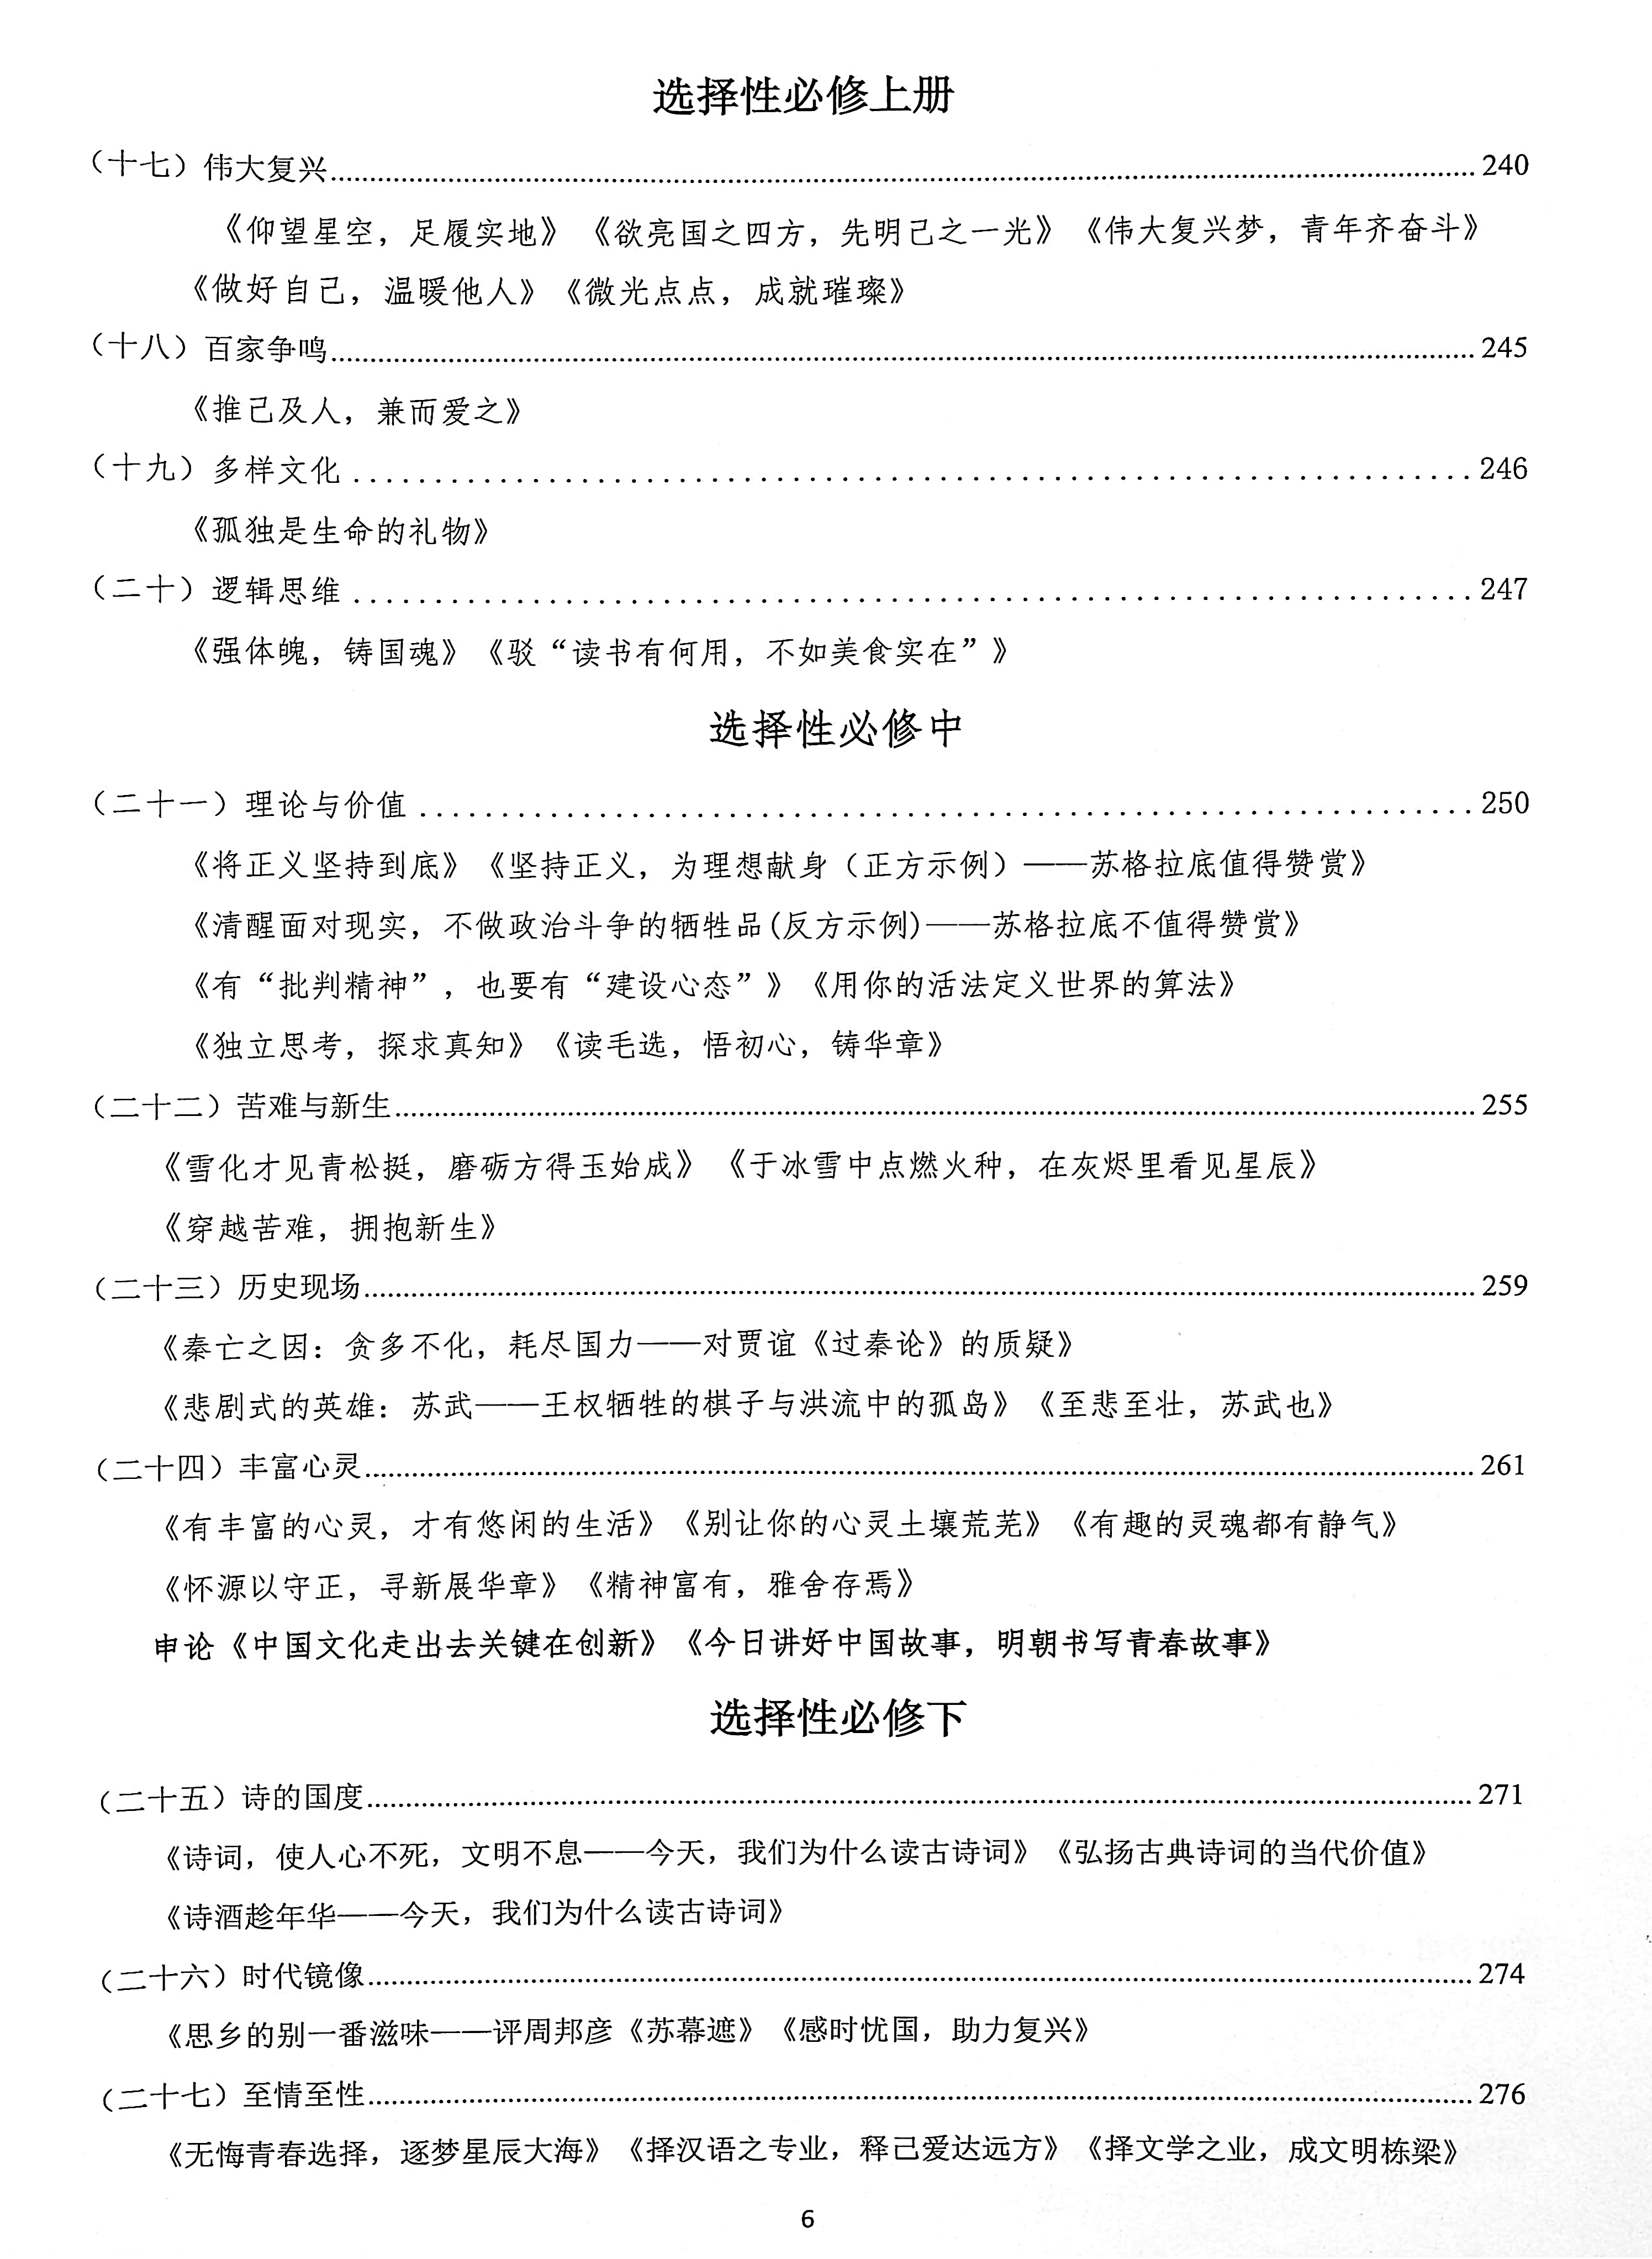 选择性必修上册
（十七）伟大复兴................240
《仰望星空，足履实地》《欲亮国之四方，先明己之一光》《伟大复兴梦，青年齐奋斗》
《做好自己，温暖他人》《微光点点，成就璀璨》
（十八）百家争鸣................245
《推己及人，兼而爱之》
（十九）多样文化................246
《孤独是生命的礼物》
（二十）逻辑思维................247
《强体魄，铸国魂》《驳“读书有何用，不如美食实在”》
选择性必修中
（二十一）理论与价值................250
《将正义坚持到底》《坚持正义，为理想献身（正方示例）——苏格拉底值得赞赏》
《清醒面对现实，不做政治斗争的牺牲品(反方示例)——苏格拉底不值得赞赏》
《有“批判精神”，也要有“建设心态”》《用你的活法定义世界的算法》
《独立思考，探求真知》《读毛选，悟初心，铸华章》
（二十二）苦难与新生................255
《雪化才见青松挺，磨砺方得玉始成》《于冰雪中点燃火种，在灰烬里看见星辰》
《穿越苦难，拥抱新生》
（二十三）历史现场................259
《秦亡之因：贪多不化，耗尽国力——对贾谊《过秦论》的质疑》
《悲剧式的英雄：苏武——王权牺牲的棋子与洪流中的孤岛》《至悲至壮，苏武也》
（二十四）丰富心灵................261
《有丰富的心灵，才有悠闲的生活》《别让你的心灵土壤荒芜》《有趣的灵魂都有静气》
《怀源以守正，寻新展华章》《精神富有，雅舍存焉》
申论《中国文化走出去关键在创新》《今日讲好中国故事，明朝书写青春故事》
选择性必修下
（二十五）诗的国度................271
《诗词，使人心不死，文明不息——今天，我们为什么读古诗词》《弘扬古典诗词的当代价值》
《诗酒趁年华——今天，我们为什么读古诗词》
（二十六）时代镜像................274
《思乡的别一番滋味——评周邦彦《苏幕遮》《感时忧国，助力复兴》
（二十七）至情至性................276
《无悔青春选择，逐梦星辰大海》《择汉语之专业，释己爱达远方》《择文学之业，成文明栋梁》
6